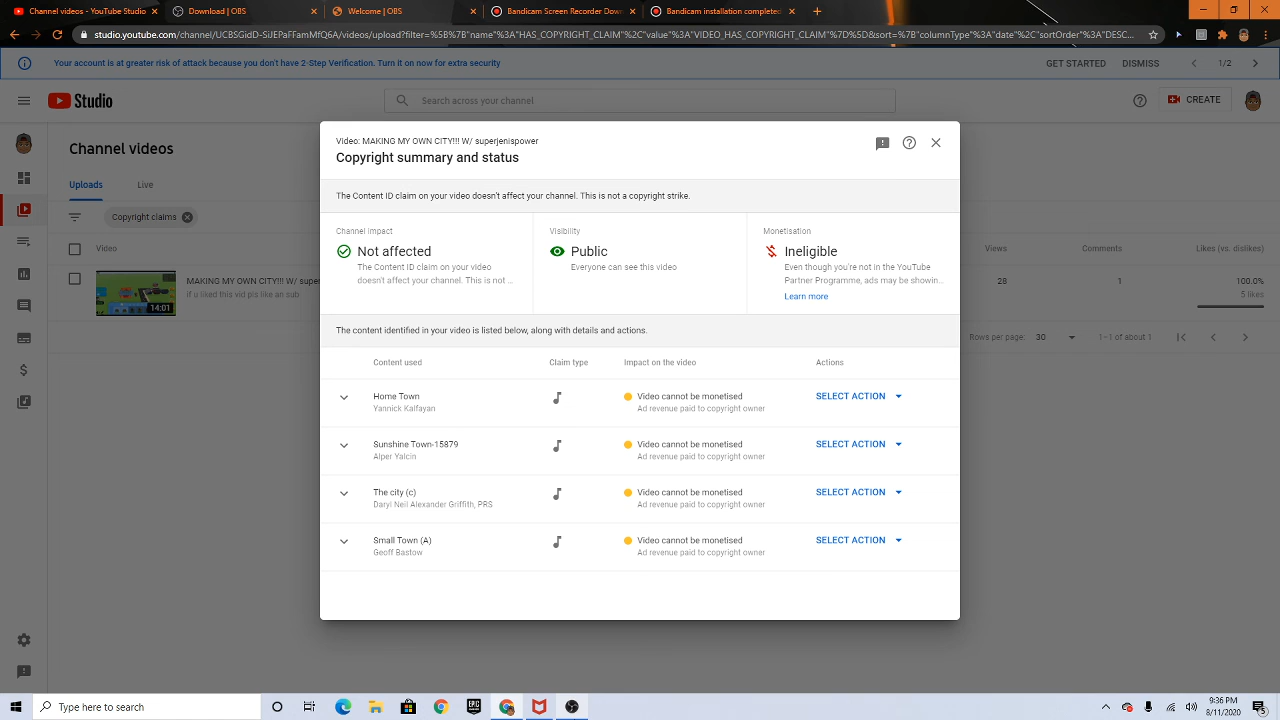 Channel videos - YouTube Studio
Download | OBS
Welcome | OBS
Bandicam Screen Recorder Down
Bandicam installation completed
studio.youtube.com/channel/UCBSGidD-SiJEPaFfamMfQ6A/videos/upload?filter=%5B%7B"name"%3A"HAS_COPYRIGHT_CLAIM"%2C"value"%3A"VIDEO_HAS_COPYRIGHT_CLAIM"%7D%5D&sort=%7B"columnType"%3A"date"%2C"sortOrder"%3A"DESC...
Your account is at greater risk of attack because you don't have 2-Step Verification. Turn it on now for extra security
GET STARTED
DISMISS
1/2
Studio
Search across your channel
CREATE
Channel videos
Uploads
Live
Copyright claims
Video
Views
Comments
Likes (vs. dislikes)
MAKING MY OWN CITY!!! W/ super
if u liked this vid pls like an sub
14:01
28
1
100.0%
5 likes
Rows per page:
30
1–1 of about 1
Video: MAKING MY OWN CITY!!! W/ superjenispower
Copyright summary and status
The Content ID claim on your video doesn't affect your channel. This is not a copyright strike.
Channel impact
Not affected
The Content ID claim on your video
doesn't affect your channel. This is not ...
Visibility
Public
Everyone can see this video
Monetisation
Ineligible
Even though you're not in the YouTube
Partner Programme, ads may be showin...
Learn more
The content identified in your video is listed below, along with details and actions.
Content used
Claim type
Impact on the video
Actions
Home Town
Yannick Kalfayan
Video cannot be monetised
Ad revenue paid to copyright owner
SELECT ACTION
Sunshine Town-15879
Alper Yalcin
Video cannot be monetised
Ad revenue paid to copyright owner
SELECT ACTION
The city (c)
Daryl Neil Alexander Griffith, PRS
Video cannot be monetised
Ad revenue paid to copyright owner
SELECT ACTION
Small Town (A)
Geoff Bastow
Video cannot be monetised
Ad revenue paid to copyright owner
SELECT ACTION
Type here to search
EPIC
9:36 PM
8/11/2020